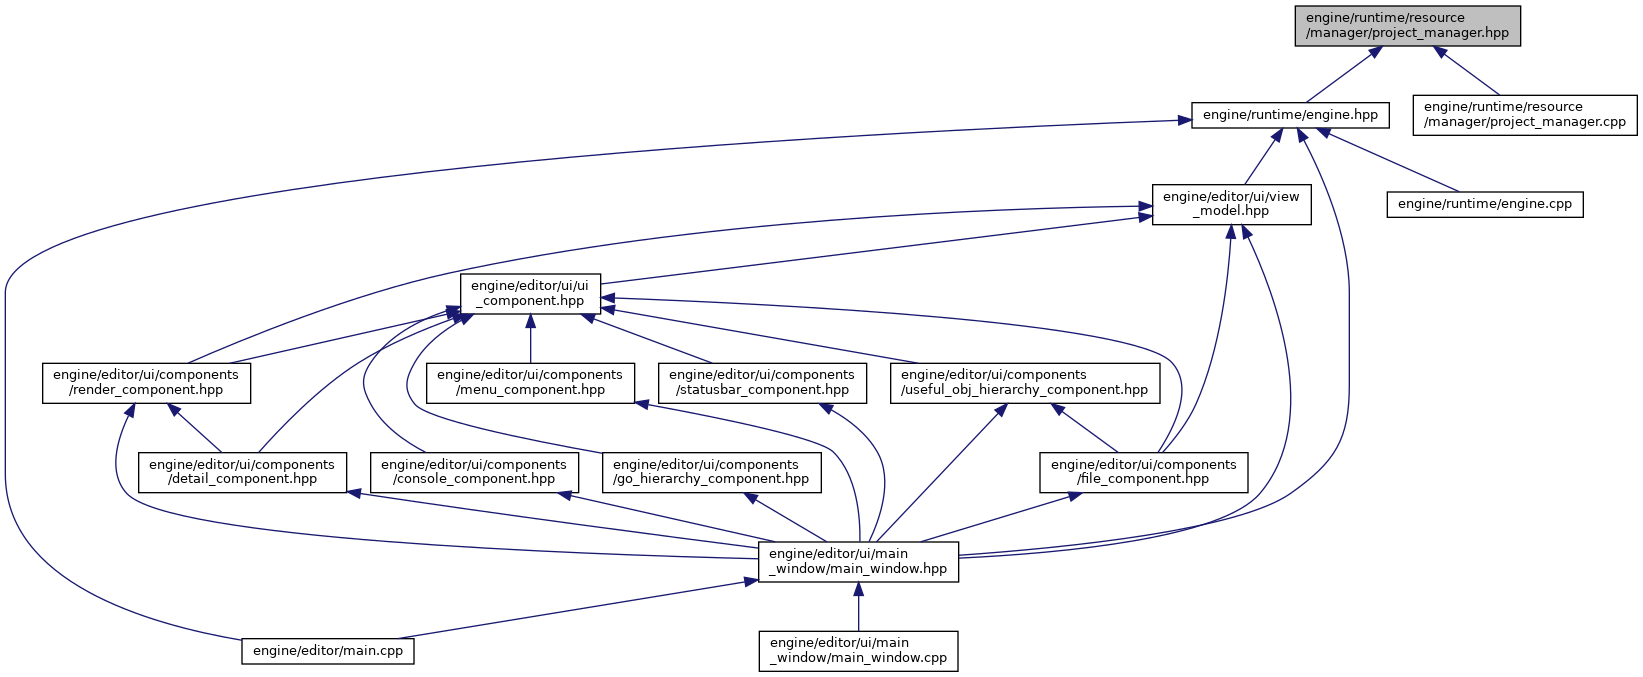 engine/runtime/resource
/manager/project_manager.hpp
engine/runtime/engine.hpp
engine/runtime/resource
/manager/project_manager.cpp
engine/editor/ui/view
_model.hpp
engine/runtime/engine.cpp
engine/editor/ui/ui
_component.hpp
engine/editor/ui/components
/render_component.hpp
engine/editor/ui/components
/menu_component.hpp
engine/editor/ui/components
/statusbar_component.hpp
engine/editor/ui/components
/useful_obj_hierarchy_component.hpp
engine/editor/ui/components
/detail_component.hpp
engine/editor/ui/components
/console_component.hpp
engine/editor/ui/components
/go_hierarchy_component.hpp
engine/editor/ui/components
/file_component.hpp
engine/editor/ui/main
_window/main_window.hpp
engine/editor/main.cpp
engine/editor/ui/main
_window/main_window.cpp